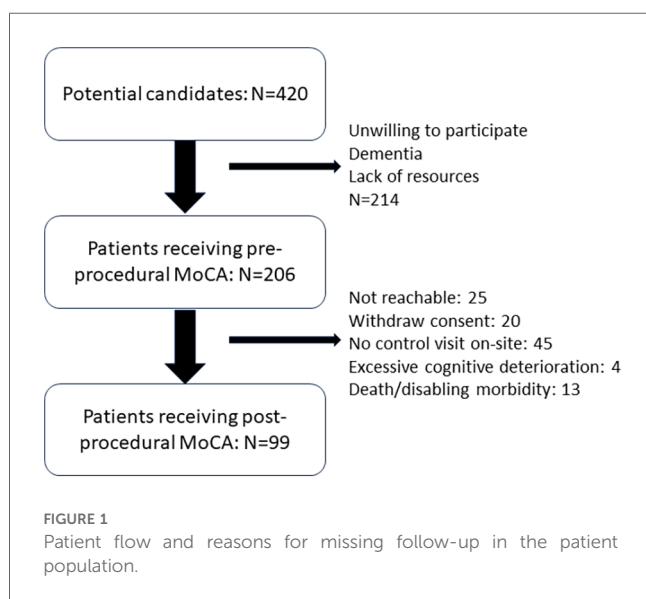 Potential candidates: N=420
Unwilling to participate
Dementia
Lack of resources
N=214
Patients receiving pre-
procedural MoCA: N=206
Not reachable: 25
Withdraw consent: 20
No control visit on-site: 45
Excessive cognitive deterioration: 4
Death/disabling morbidity: 13
Patients receiving post-
procedural MoCA: N=99
FIGURE 1
Patient flow and reasons for missing follow-up in the patient
population.